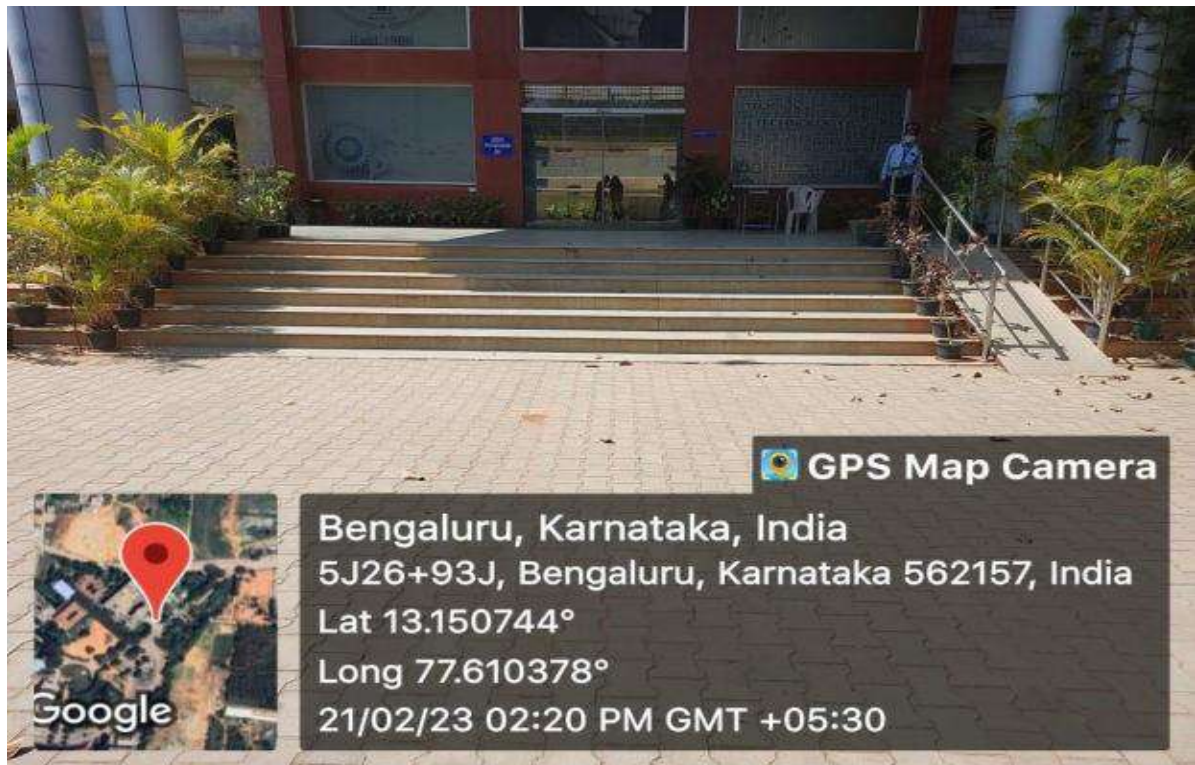 GPS Map Camera
Bengaluru, Karnataka, India
5J26+93J, Bengaluru, Karnataka 562157, India
Lat 13.150744°
Long 77.610378°
21/02/23 02:20 PM GMT +05:30
Google